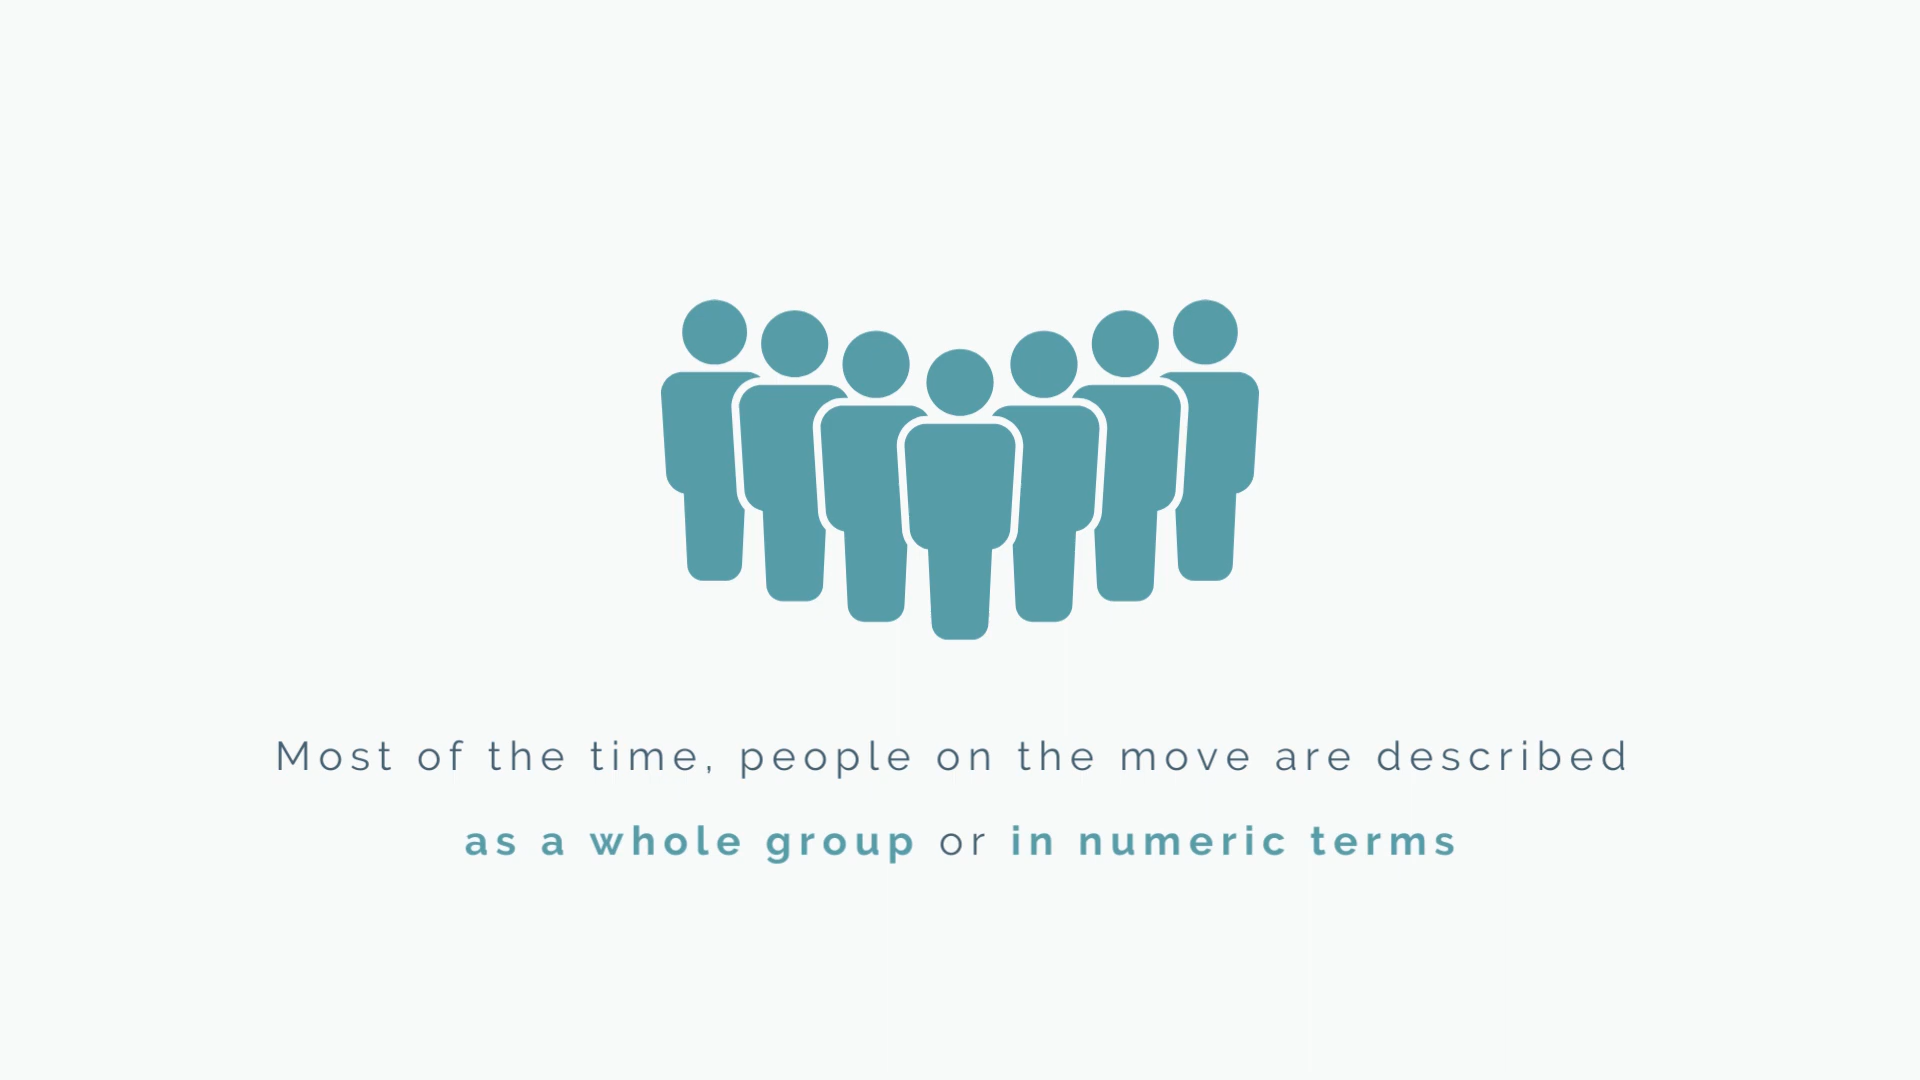 Most of the time, people on the move are described
as a whole group or in numeric terms